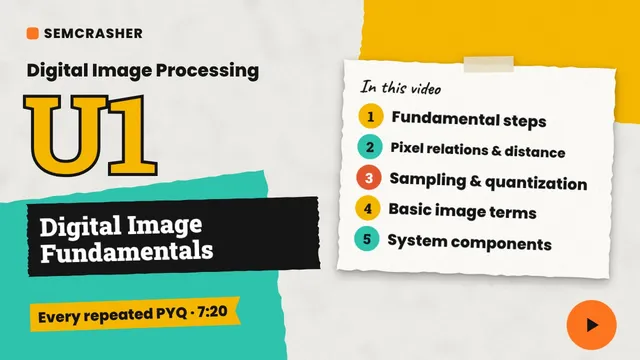 SEMCRASHER
Digital Image Processing
U1
Digital Image
Fundamentals
Every repeated PYQ · 7:20
In this video
1 Fundamental steps
2 Pixel relations & distance
3 Sampling & quantization
4 Basic image terms
5 System components